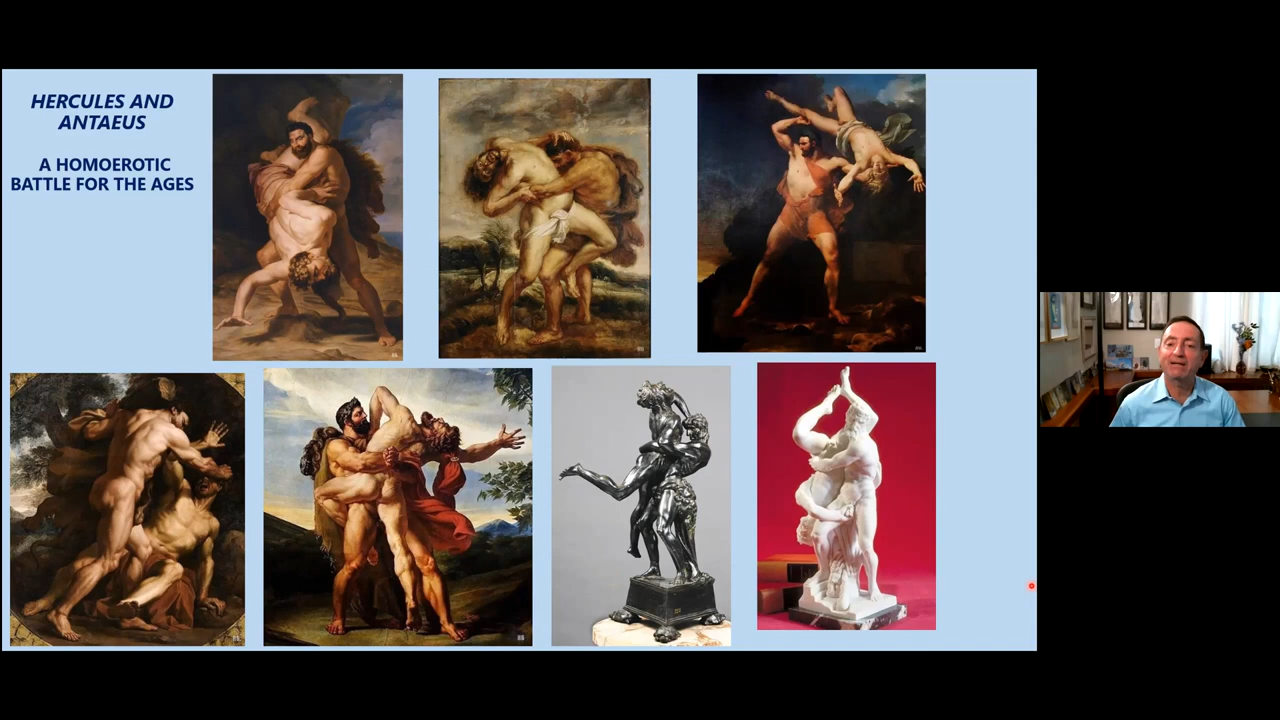 HERCULES AND
ANTAEUS
A HOMOEROTIC
BATTLE FOR THE AGES